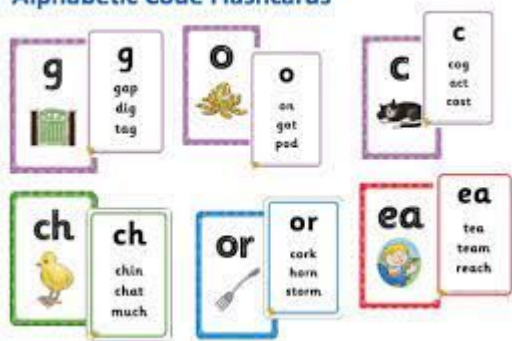 Alphabetic Code Flashcards
g
g
gap
dig
tag
o
o
on
got
pod
c
c
cog
act
cost
ch
ch
chin
chat
much
or
or
cork
horn
storm
ea
ea
tea
team
reach